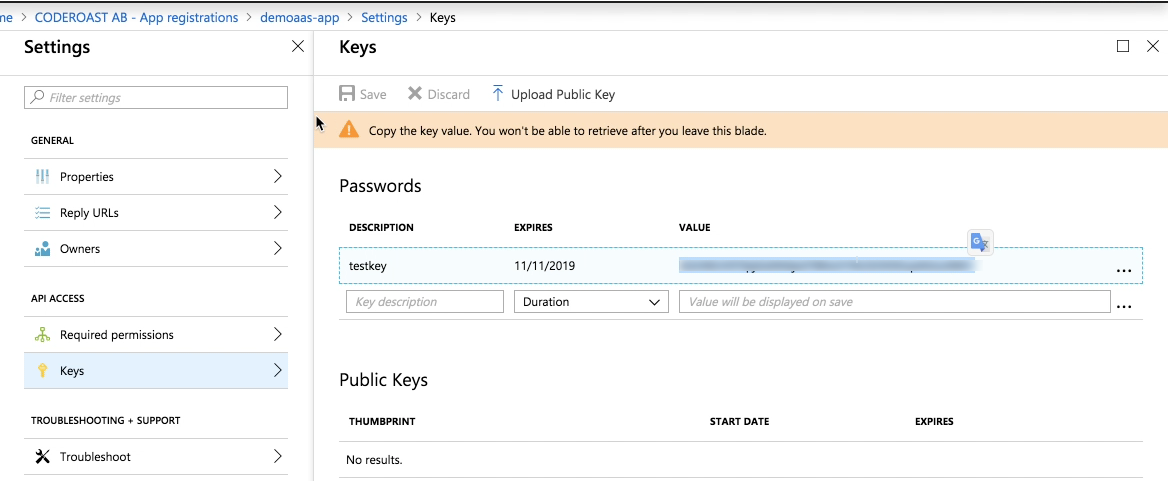 me > CODEROAST AB - App registrations > demoaas-app > Settings > Keys
Settings
Filter settings
GENERAL
Properties
Reply URLs
Owners
API ACCESS
Required permissions
Keys
TROUBLESHOOTING + SUPPORT
Troubleshoot
Keys
Save Discard Upload Public Key
Copy the key value. You won't be able to retrieve after you leave this blade.
Passwords
DESCRIPTION EXPIRES VALUE
testkey 11/11/2019
Key description Duration Value will be displayed on save
Public Keys
THUMBPRINT START DATE EXPIRES
No results.